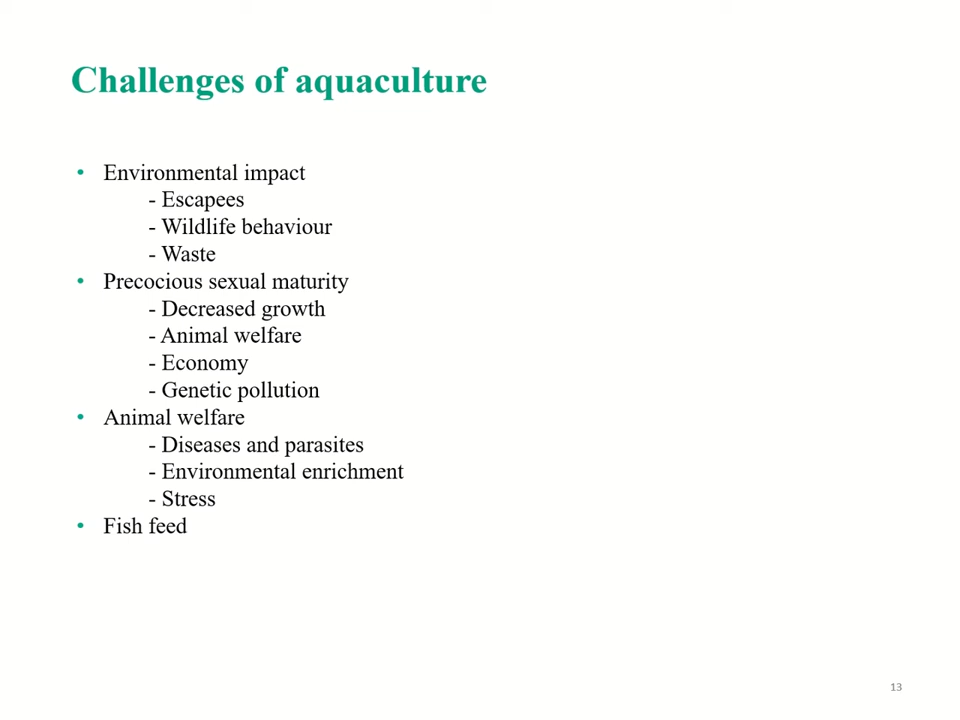 Challenges of aquaculture
• Environmental impact
- Escapees
- Wildlife behaviour
- Waste
• Precocious sexual maturity
- Decreased growth
- Animal welfare
- Economy
- Genetic pollution
• Animal welfare
- Diseases and parasites
- Environmental enrichment
- Stress
• Fish feed
13